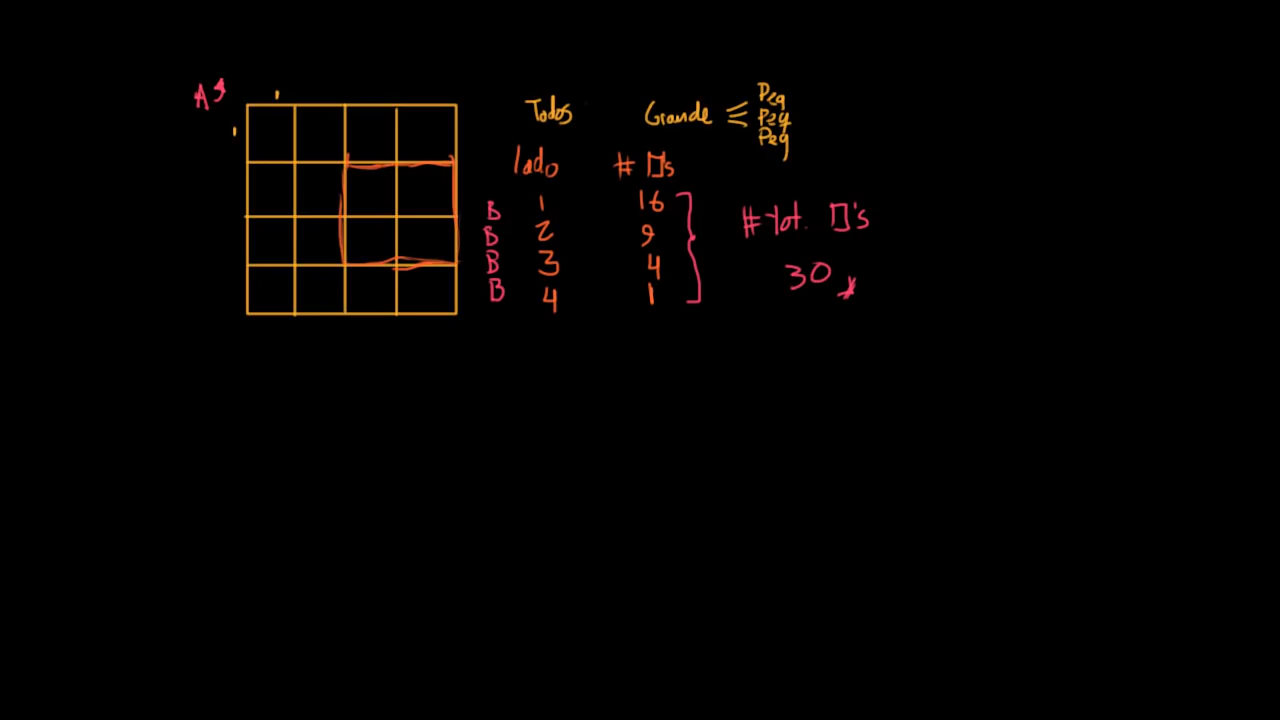 A
Todos Grande Peq
Peq
Peq
lado # □'s
B 1 16
B 2 9
B 3 4
B 4 1
# tot. □'s
30